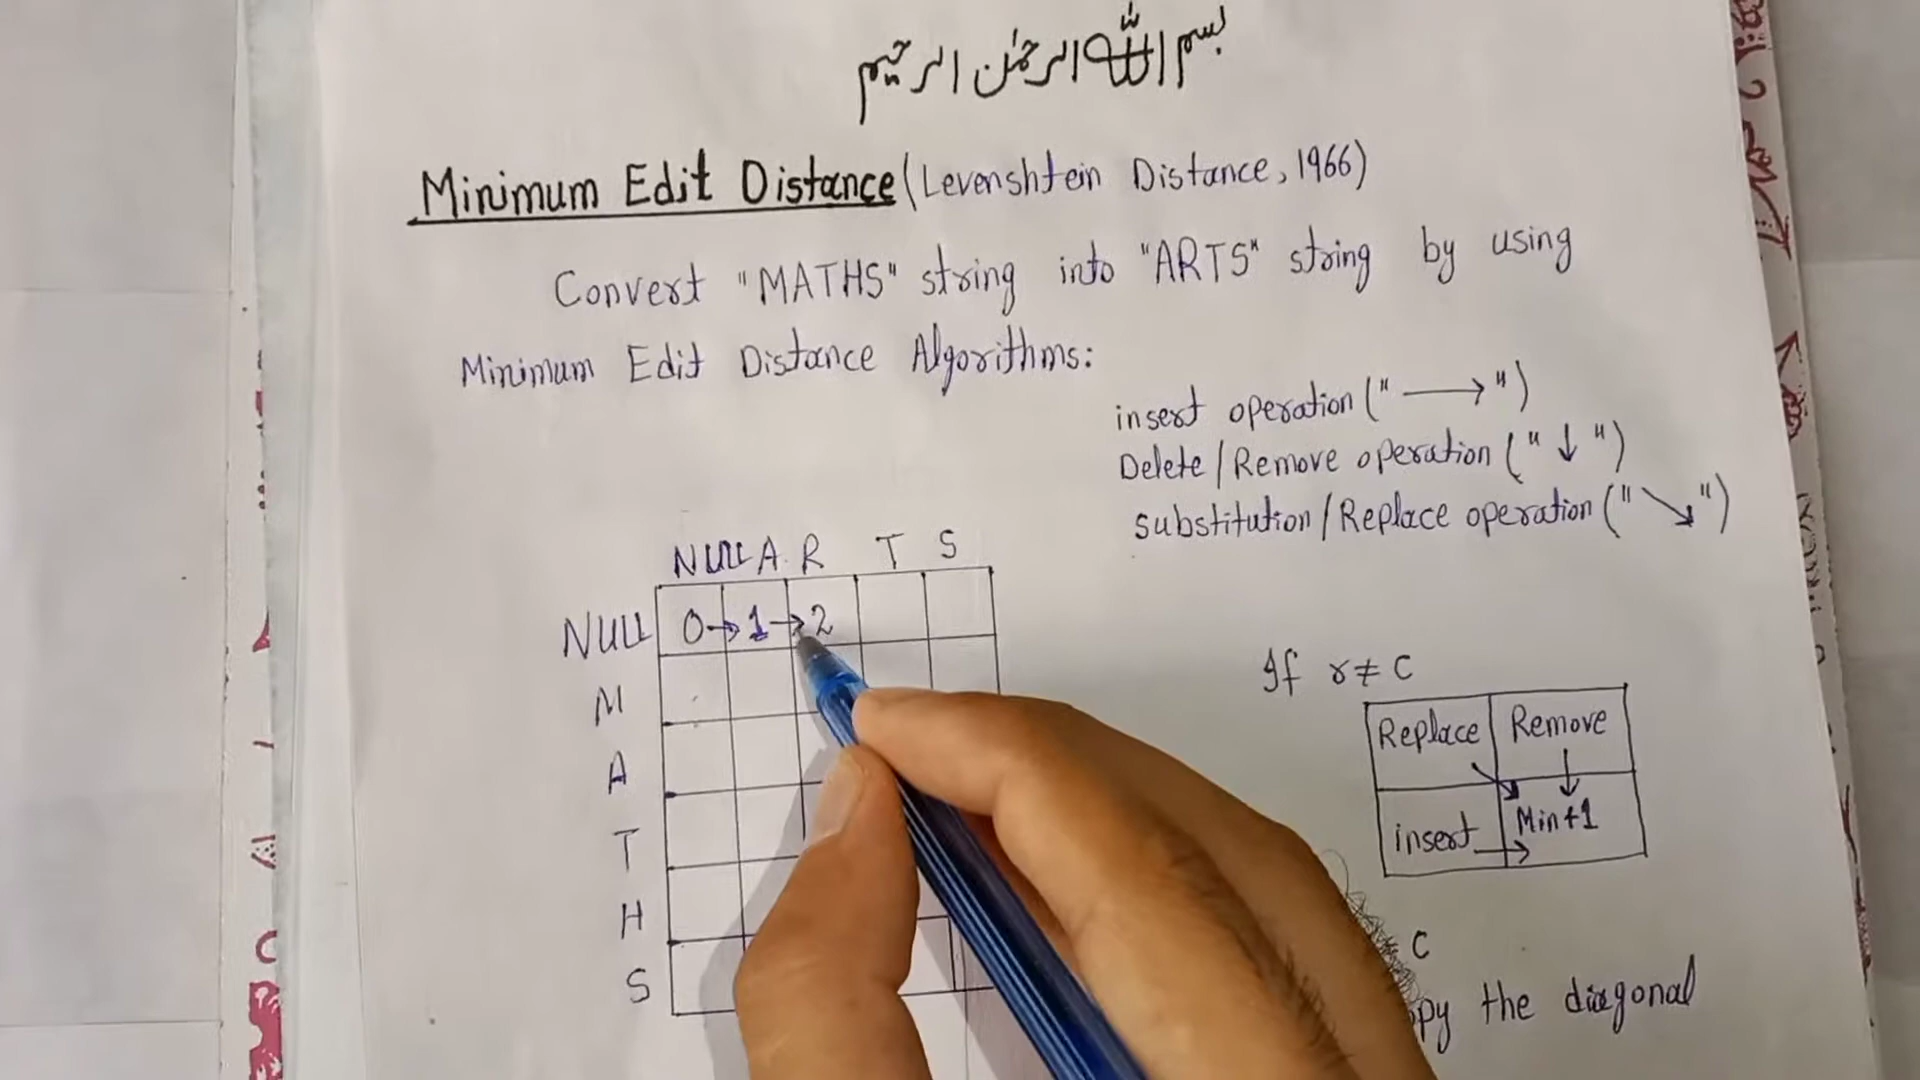 بسم الله الرحمن الرحيم
Minimum Edit Distance (Levenshtein Distance, 1966)
Convert "MATHS" string into "ARTS" string by using
Minimum Edit Distance Algorithms:
insert operation ("→")
Delete/Remove operation ("↓")
Substitution/Replace operation ("↘")
NULL A R T S
NULL 0→1→2
M
A
T
H
S
If r≠c
Replace Remove
insert Min+1
c
the diagonal